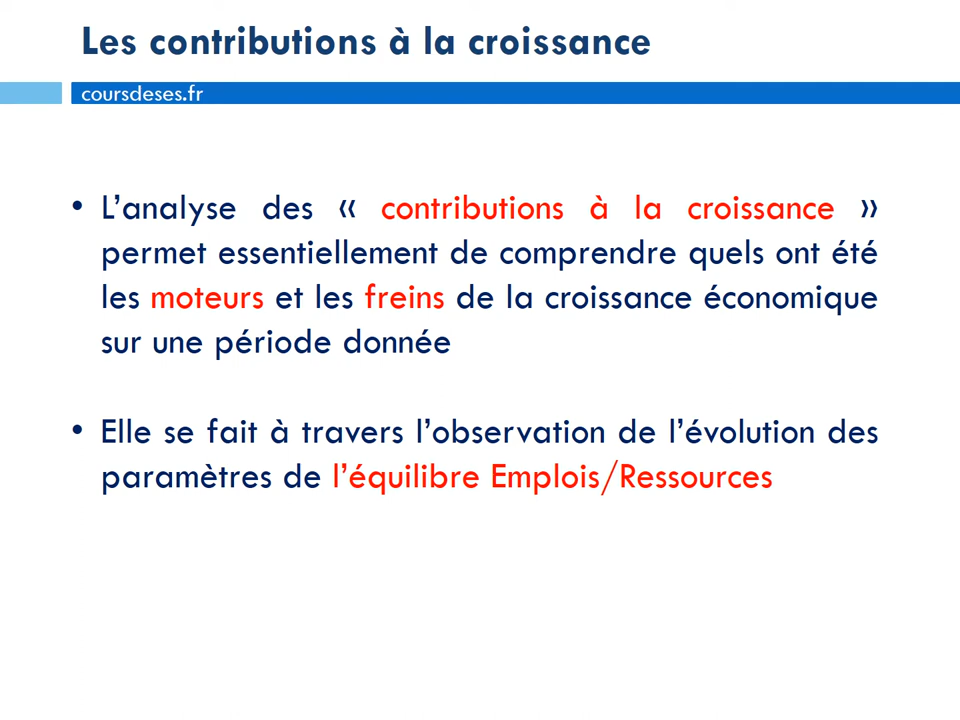 Les contributions à la croissance
coursdeses.fr
• L’analyse des « contributions à la croissance »
permet essentiellement de comprendre quels ont été
les moteurs et les freins de la croissance économique
sur une période donnée
• Elle se fait à travers l’observation de l’évolution des
paramètres de l’équilibre Emplois/Ressources